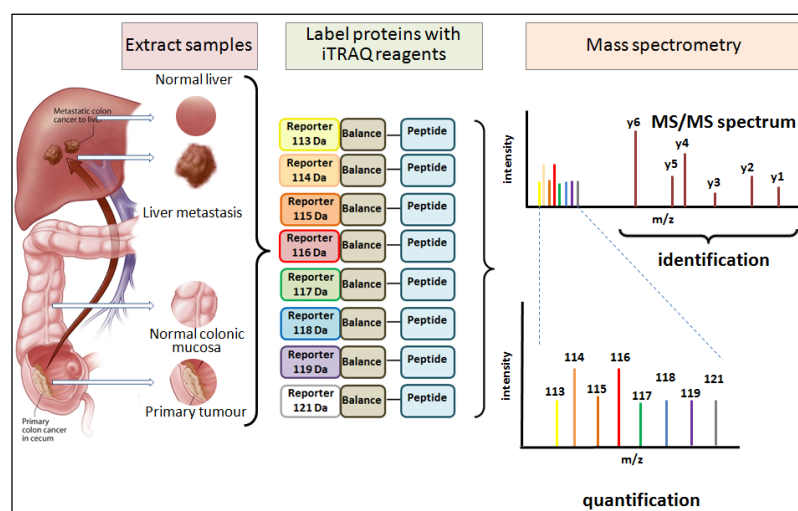 Extract samples
Label proteins with
iTRAQ reagents
Mass spectrometry
Normal liver
Metastatic colon
cancer to liver
Liver metastasis
Normal colonic
mucosa
Primary tumour
Primary
colon cancer
in cecum
Reporter
113 Da
Balance
Peptide
Reporter
114 Da
Balance
Peptide
Reporter
115 Da
Balance
Peptide
Reporter
116 Da
Balance
Peptide
Reporter
117 Da
Balance
Peptide
Reporter
118 Da
Balance
Peptide
Reporter
119 Da
Balance
Peptide
Reporter
121 Da
Balance
Peptide
MS/MS spectrum
intensity
y6
y5
y4
y3
y2
y1
m/z
identification
intensity
113
114
115
116
117
118
119
121
m/z
quantification